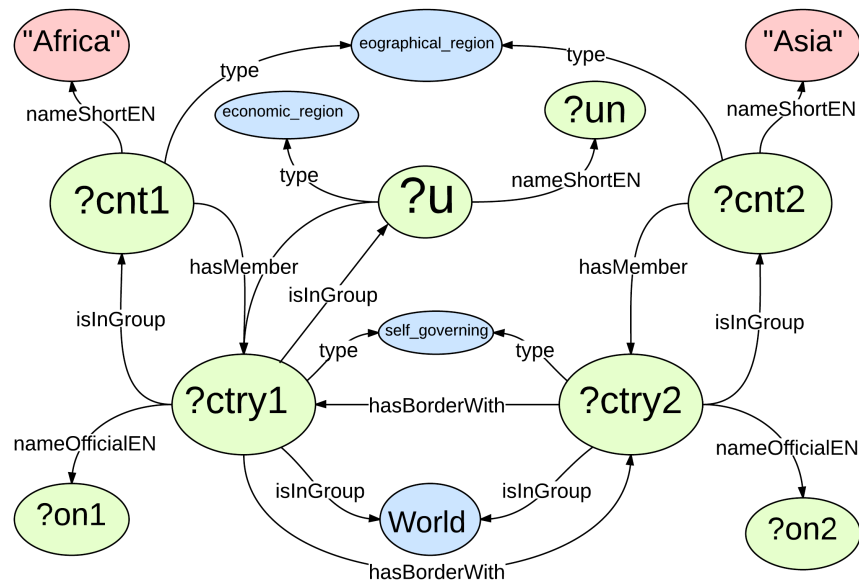 "Africa"
eographical_region
"Asia"
type
type
nameShortEN
economic_region
?un
nameShortEN
type
nameShortEN
?cnt1
?u
?cnt2
hasMember
hasMember
isInGroup
isInGroup
isInGroup
self_governing
type
type
?ctry1
hasBorderWith
?ctry2
nameOfficialEN
nameOfficialEN
isInGroup
isInGroup
?on1
World
?on2
hasBorderWith